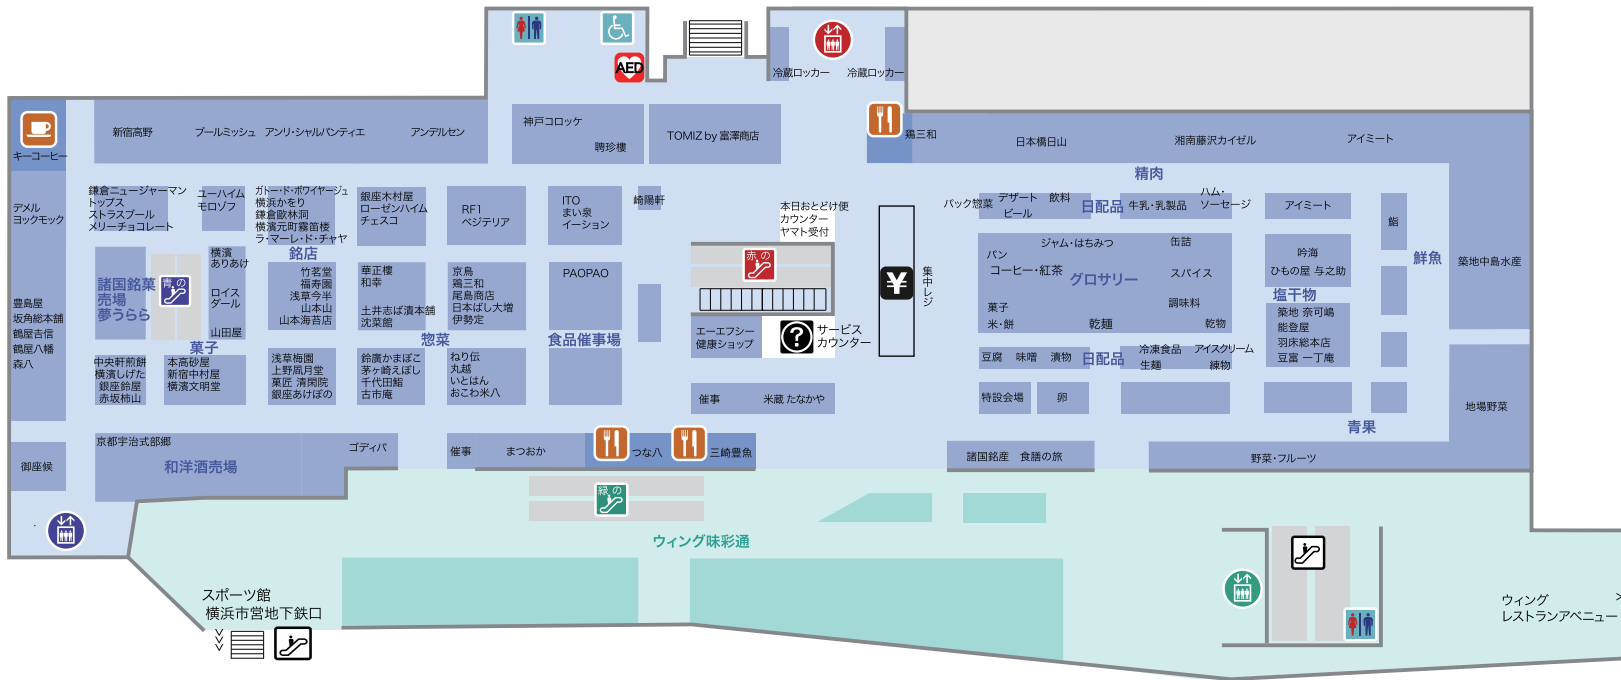 AED
冷蔵ロッカー
冷蔵ロッカー
キーコーヒー
新宿高野
ブールミッシュ
アンリ・シャルパンティエ
アンデルセン
神戸コロッケ
聘珍樓
TOMIZ by 富澤商店
鶏三和
日本橋日山
湘南藤沢カイゼル
アイミート
精肉
デメル
ヨックモック
鎌倉ニュージャーマン
トップス
ストラスブール
メリーチョコレート
ユーハイム
モロゾフ
ガトー・ド・ボワイヤージュ
横浜かをり
鎌倉歐林洞
横濱元町霧笛楼
ラ・マーレ・ド・チャヤ
銘店
銀座木村屋
ローゼンハイム
チェスコ
RF1
ベジテリア
ITO
まい泉
イーション
崎陽軒
本日おとどけ便
カウンター
ヤマト受付
パック惣菜
デザート
飲料
ビール
日配品
牛乳・乳製品
ハム・
ソーセージ
アイミート
鮨
鮮魚
築地中島水産
諸国銘菓
売場
夢うらら
青の
横濱
ありあけ
ロイズ
ダール
山田屋
菓子
竹茗堂
福寿園
浅草今半
山本山
山本海苔店
華正樓
和幸
土井志ば漬本舗
沈菜館
惣菜
京鳥
鶏三和
尾島商店
日本ばし大増
伊勢定
PAOPAO
食品催事場
赤の
エーエフシー
健康ショップ
?
サービス
カウンター
¥
集中レジ
ジャム・はちみつ
缶詰
パン
コーヒー・紅茶
グロサリー
スパイス
菓子
調味料
米・餅
乾麺
乾物
吟海
ひもの屋 与之助
塩干物
築地 奈可嶋
能登屋
羽床総本店
豆富 一丁庵
豊島屋
坂角総本舗
鶴屋吉信
鶴屋八幡
森八
中央軒煎餅
横濱しげた
銀座鈴屋
赤坂柿山
本高砂屋
新宿中村屋
横濱文明堂
浅草梅園
上野凮月堂
菓匠 清閑院
銀座あけぼの
鈴廣かまぼこ
茅ヶ崎えぼし
千代田鮨
古市庵
ねり伝
丸越
いとはん
おこわ米八
催事
米蔵 たなかや
豆腐
味噌
漬物
日配品
冷凍食品
アイスクリーム
生麺
練物
特設会場
卵
青果
地場野菜
御座候
京都宇治式部郷
和洋酒売場
ゴディバ
催事
まつおか
つな八
三崎豊魚
諸国銘産 食膳の旅
野菜・フルーツ
緑の
ウィング味彩通
スポーツ館
横浜市営地下鉄口
ウィング
レストランアベニュー